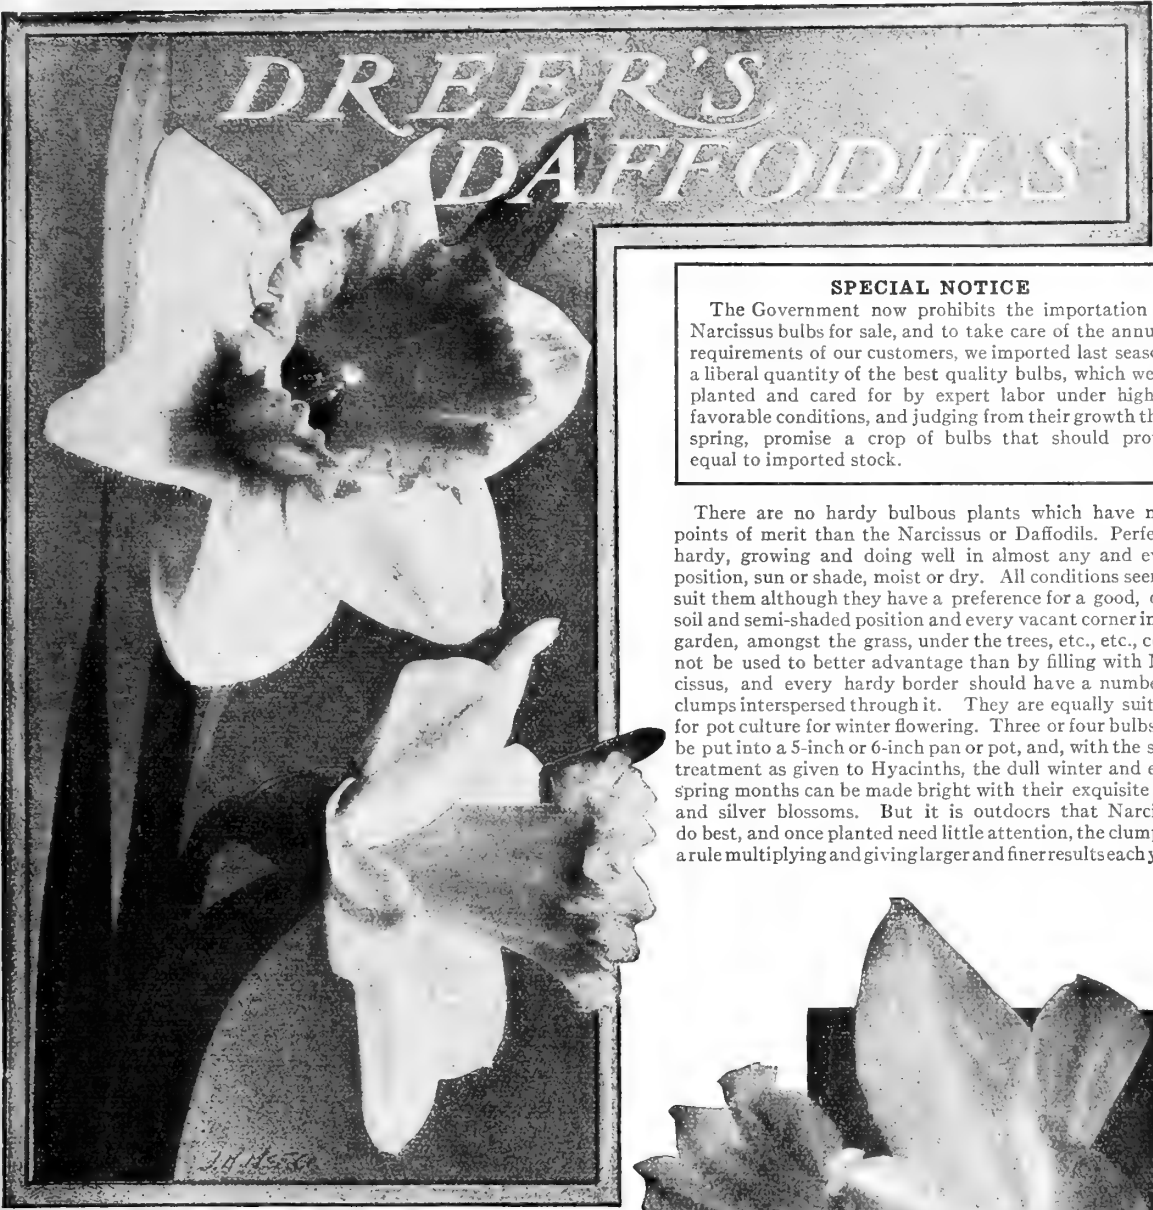 DREER'S
DAFFODILS
SPECIAL NOTICE
The Government now prohibits the importation
Narcissus bulbs for sale, and to take care of the annu
requirements of our customers, we imported last seaso
a liberal quantity of the best quality bulbs, which we
planted and cared for by expert labor under high
favorable conditions, and judging from their growth th
spring, promise a crop of bulbs that should pro
equal to imported stock.
There are no hardy bulbous plants which have
points of merit than the Narcissus or Daffodils. Perfe
hardy, growing and doing well in almost any and e
position, sun or shade, moist or dry. All conditions see
suit them although they have a preference for a good,
soil and semi-shaded position and every vacant corner in
garden, amongst the grass, under the trees, etc., etc., c
not be used to better advantage than by filling with
cissus, and every hardy border should have a numbe
clumps interspersed through it. They are equally suit
for pot culture for winter flowering. Three or four bulbs
be put into a 5-inch or 6-inch pan or pot, and, with the s
treatment as given to Hyacinths, the dull winter and e
spring months can be made bright with their exquisite
and silver blossoms. But it is outdoors that Narci
do best, and once planted need little attention, the clum
a rule multiplying and giving larger and finer results each y